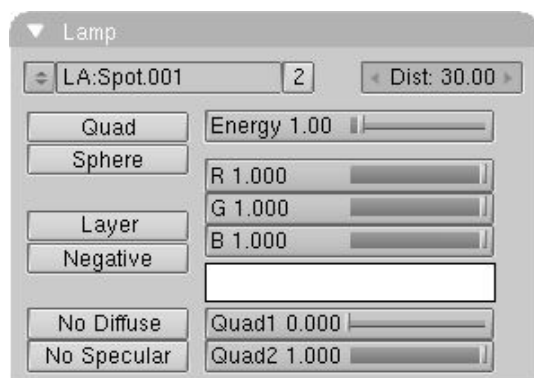 Lamp
LA:Spot.001 2 Dist: 30.00
Quad Energy 1.00
Sphere
R 1.000
G 1.000
Layer
B 1.000
Negative
No Diffuse Quad1 0.000
No Specular Quad2 1.000